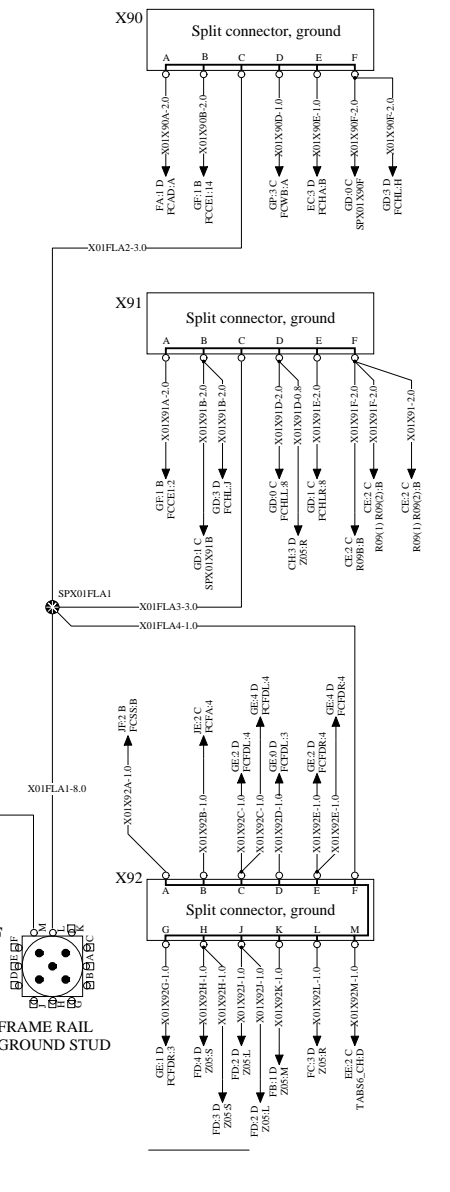 X90
Split connector, ground
A B C D E F
X01X90A-2.0
X01X90B-2.0
X01X90D-1.0
X01X90E-1.0
X01X90F-2.0
X01X90F-2.0
FA:1 D
FCAD:A
GF:1 B
FCCE1:14
GP:3 C
FCWB:A
EC:3 D
FCHA:B
GD:0 C
SPX01X90F
GD:3 D
FCHL:H
X01FLA2-3.0
X91
Split connector, ground
A B C D E F
X01X91A-2.0
X01X91B-2.0
X01X91B-2.0
X01X91D-2.0
X01X91D-0.8
X01X91E-2.0
X01X91F-2.0
X01X91F-2.0
X01X91-2.0
GF:1 B
FCCE1:2
GD:1 C
SPX01X91B
GD:3 D
FCHL:J
GD:0 C
FCHLL:8
CH:3 D
Z05:R
GD:1 C
FCHLR:8
CE:2 C
R09B:B
CE:2 C
R09(1) R09(2):B
CE:2 C
R09(1) R09(2):B
SPX01FLA1
X01FLA3-3.0
X01FLA4-1.0
JF:2 B
FCSS:B
JE:2 C
FCFA:4
GE:2 D
FCFDL:4
GE:4 D
FCFDL:4
GE:0 D
FCFDL:3
GE:2 D
FCFDR:4
GE:4 D
FCFDR:4
X01X92A-1.0
X01X92B-1.0
X01X92C-1.0
X01X92C-1.0
X01X92D-1.0
X01X92E-1.0
X01X92E-1.0
X01FLA1-8.0
X92
A B C D E F
Split connector, ground
G H J K L M
X01X92G-1.0
X01X92H-1.0
X01X92H-1.0
X01X92J-1.0
X01X92J-1.0
X01X92K-1.0
X01X92L-1.0
X01X92M-1.0
GE:1 D
FCFDR:3
FD:4 D
Z05:S
FD:3 D
Z05:S
FD:2 D
Z05:L
FD:2 D
Z05:L
FB:1 D
Z05:M
FC:3 D
Z05:R
EE:2 C
TABS6_CH:D
M L K
F E D
C A B
J I H G
FRAME RAIL
GROUND STUD